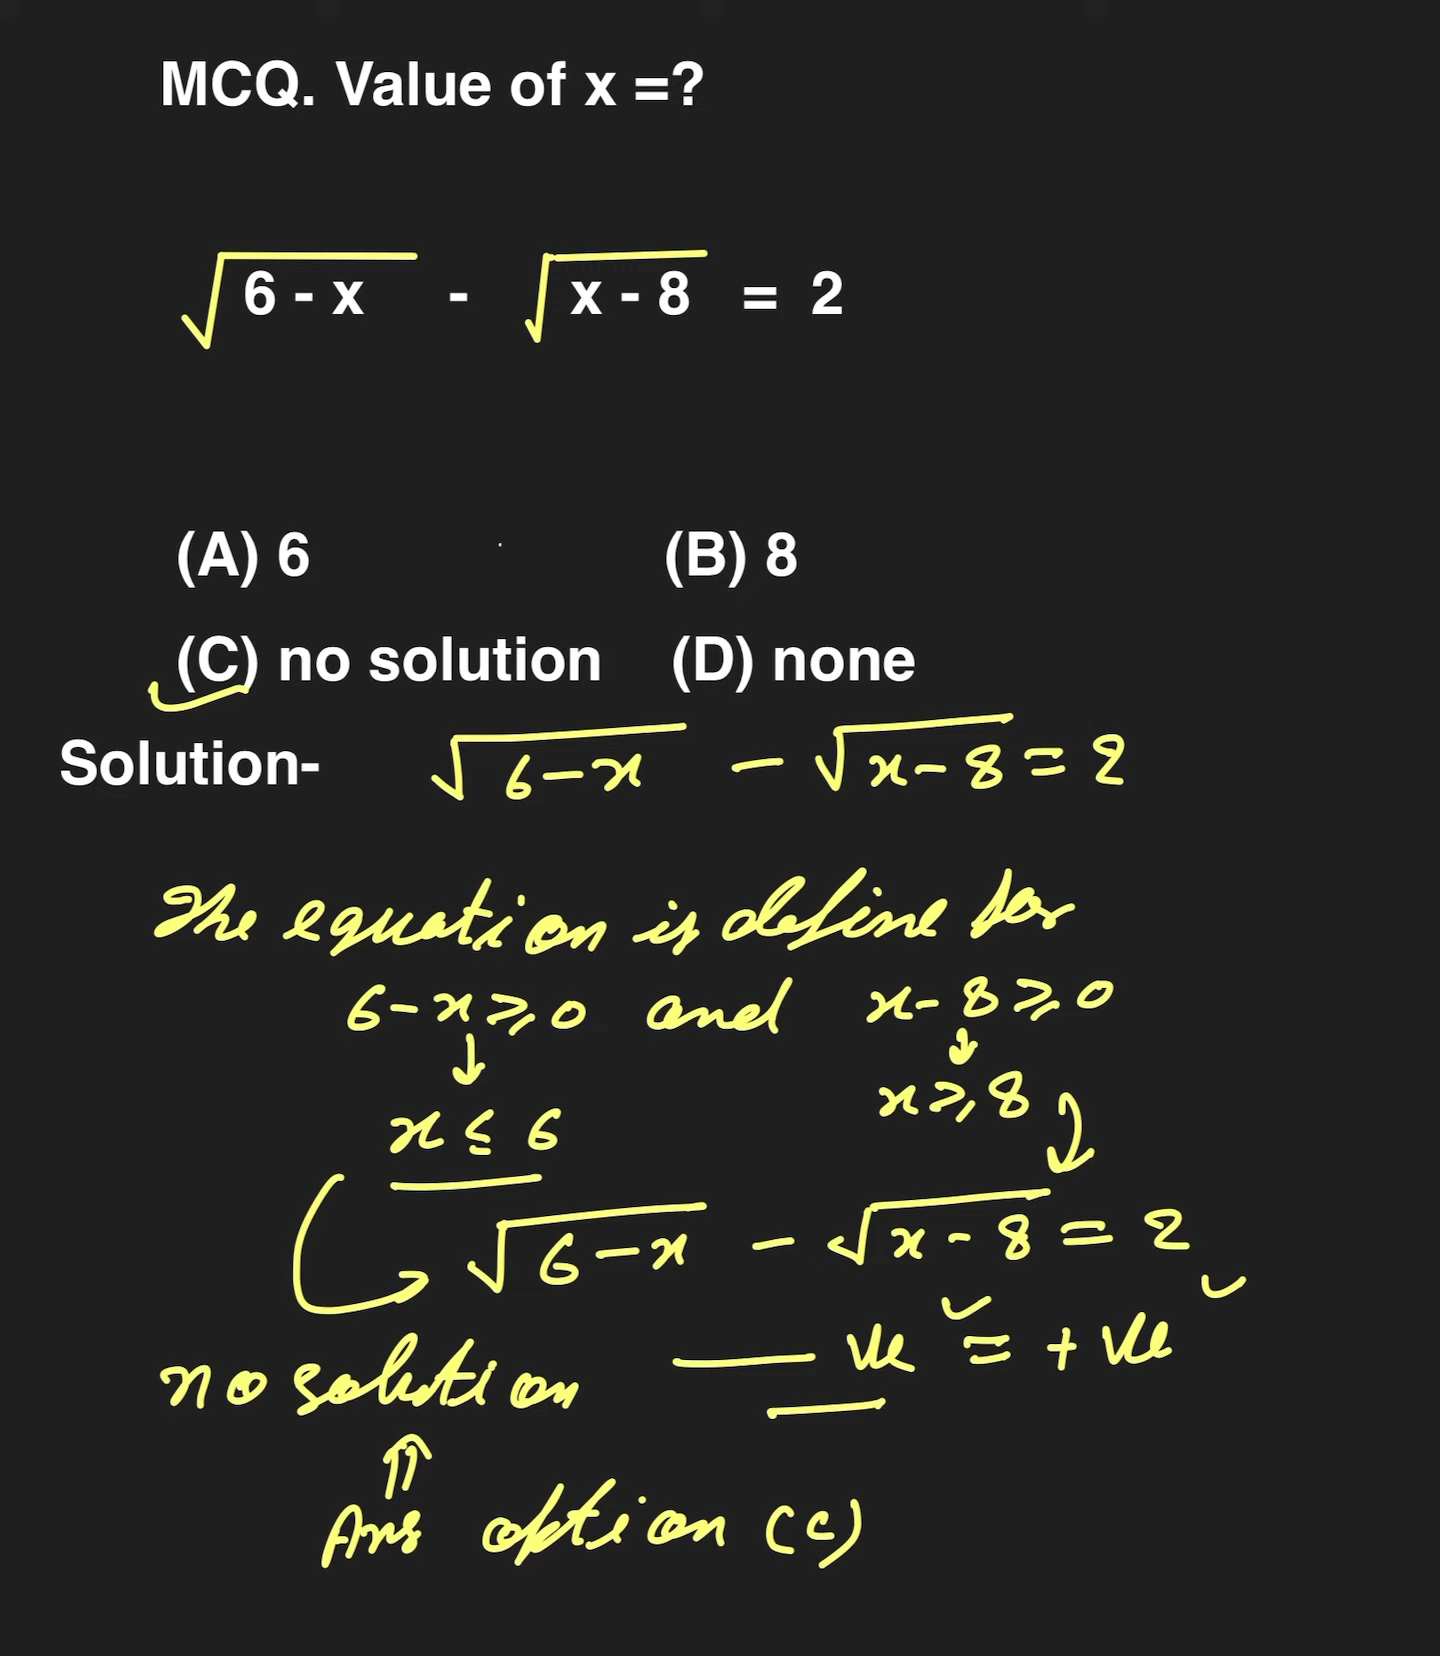 MCQ. Value of x =?
√6 - x - √x - 8 = 2
(A) 6 (B) 8
(C) no solution (D) none
Solution- √6-x - √x-8 = 2
The equation is define for
6-x ≥ 0 and x-8 ≥ 0
↓ ↓
x ≤ 6 x ≥ 8
√6-x - √x-8 = 2
no solution — ve = + ve
⇑
Ans option (c)